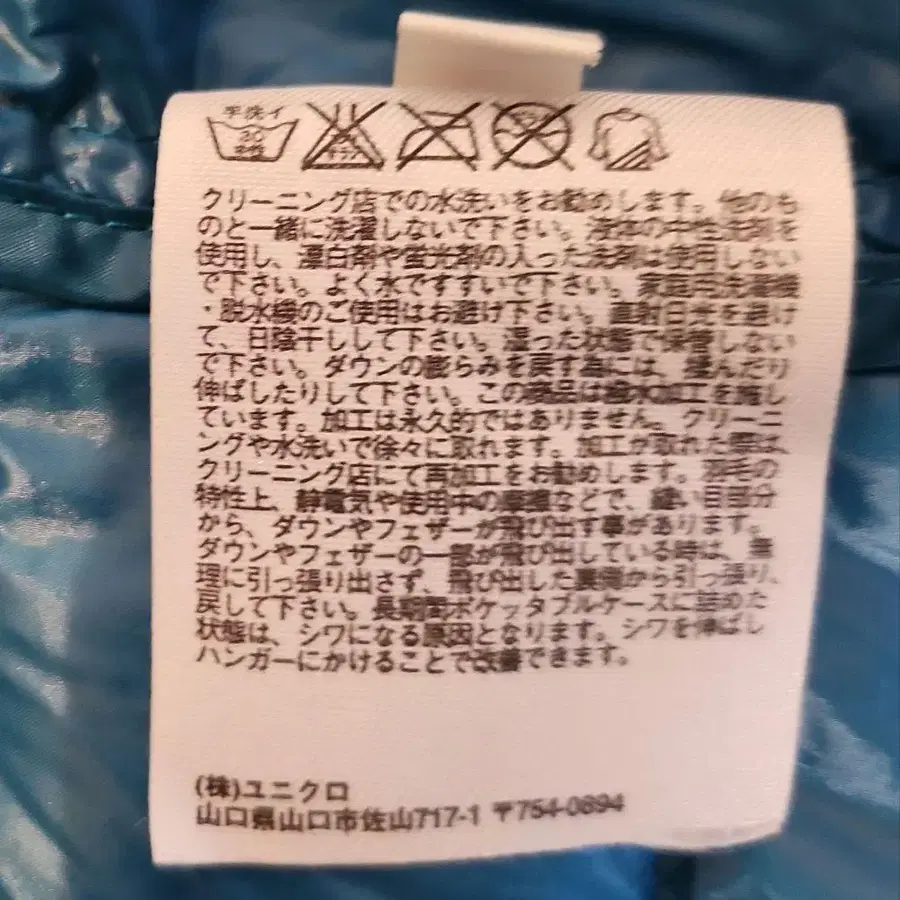 手洗イ
30
中性
クリーニング店での水洗いをお勧めします。他のも
のと一緒に洗濯しないで下さい。液体の中性洗剤を
使用し、漂白剤や蛍光剤の入った洗剤は使用しない
で下さい。よく水ですすいで下さい。家庭用洗濯機
・脱水機のご使用はお避け下さい。直射日光を避け
て、日陰干しして下さい。湿った状態で保管しない
で下さい。ダウンの膨らみを戻す為には、揉んだり
伸ばしたりして下さい。この商品は撥水加工を施し
ています。加工は永久的ではありません。クリーニ
ングや水洗いで徐々に取れます。加工が取れた際は、
クリーニング店にて再加工をお勧めします。羽毛の
特性上、静電気や使用中の摩擦などで、縫い目部分
から、ダウンやフェザーが飛び出す事があります。
ダウンやフェザーの一部が飛び出している時は、無
理に引っ張り出さず、飛び出した裏側から引っ張り、
戻して下さい。長期間ポケッタブルケースに詰めた
状態は、シワになる原因となります。シワを伸ばし
ハンガーにかけることで改善できます。
(株)ユニクロ
山口県山口市佐山717-1 〒754-0894